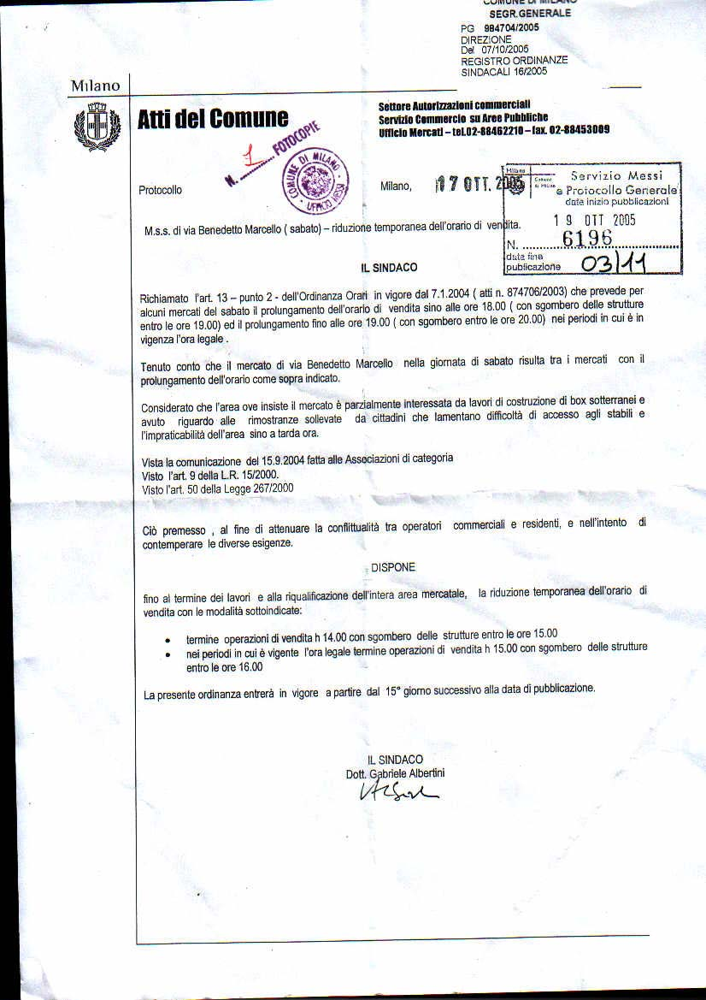 COMUNE DI MILANO
SEGR.GENERALE
PG 984704/2005
DIREZIONE
Del 07/10/2005
REGISTRO ORDINANZE
SINDACALI 16/2005
Milano
Atti del Comune
Settore Autorizzazioni commerciali
Servizio Commercio su Aree Pubbliche
Ufficio Mercati – tel.02-88462210 – fax. 02-88453009
N. 1 FOTOCOPIE
COMUNE DI MILANO
UFFICIO MESSI
Protocollo
Milano, 17 OTT. 2005
Milano
Comune di Milano
Servizio Messi
e Protocollo Generale
data inizio pubblicazioni
19 OTT 2005
N. 6196
data fine
pubblicazione 03/11
M.s.s. di via Benedetto Marcello ( sabato) – riduzione temporanea dell'orario di vendita.
IL SINDACO
Richiamato l'art. 13 – punto 2 - dell'Ordinanza Orari in vigore dal 7.1.2004 ( atti n. 874706/2003) che prevede per
alcuni mercati del sabato il prolungamento dell'orario di vendita sino alle ore 18.00 ( con sgombero delle strutture
entro le ore 19.00) ed il prolungamento fino alle ore 19.00 ( con sgombero entro le ore 20.00) nei periodi in cui è in
vigenza l'ora legale .
Tenuto conto che il mercato di via Benedetto Marcello nella giornata di sabato risulta tra i mercati con il
prolungamento dell'orario come sopra indicato.
Considerato che l'area ove insiste il mercato è parzialmente interessata da lavori di costruzione di box sotterranei e
avuto riguardo alle rimostranze sollevate da cittadini che lamentano difficoltà di accesso agli stabili e
l'impraticabilità dell'area sino a tarda ora.
Vista la comunicazione del 15.9.2004 fatta alle Associazioni di categoria
Visto l'art. 9 della L.R. 15/2000.
Visto l'art. 50 della Legge 267/2000
Ciò premesso , al fine di attenuare la conflittualità tra operatori commerciali e residenti, e nell'intento di
contemperare le diverse esigenze.
DISPONE
fino al termine dei lavori e alla riqualificazione dell'intera area mercatale, la riduzione temporanea dell'orario di
vendita con le modalità sottoindicate:
• termine operazioni di vendita h 14.00 con sgombero delle strutture entro le ore 15.00
• nei periodi in cui è vigente l'ora legale termine operazioni di vendita h 15.00 con sgombero delle strutture
entro le ore 16.00
La presente ordinanza entrerà in vigore a partire dal 15° giorno successivo alla data di pubblicazione.
IL SINDACO
Dott. Gabriele Albertini